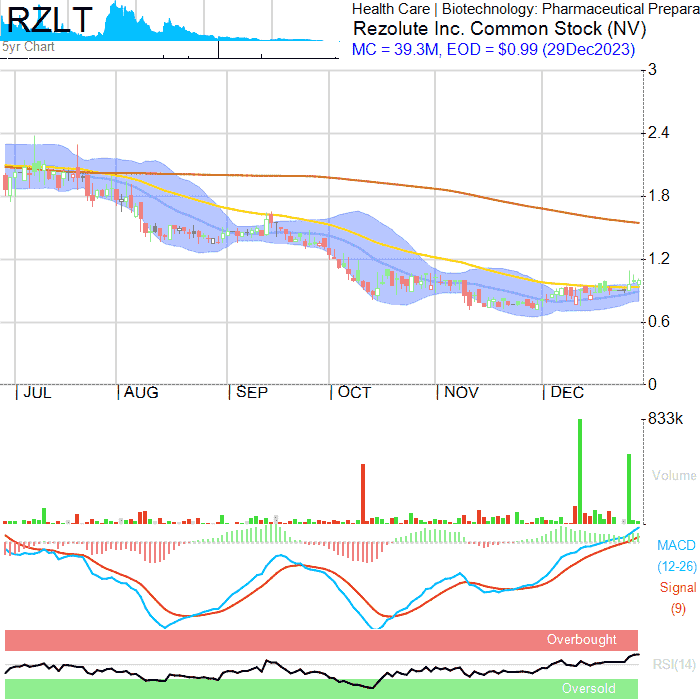 RZLT
5yr Chart
Health Care | Biotechnology: Pharmaceutical Prepara
Rezolute Inc. Common Stock (NV)
MC = 39.3M, EOD = $0.99 (29Dec2023)
3
2.4
1.8
1.2
0.6
0
JUL AUG SEP OCT NOV DEC
833k
Volume
MACD
(12-26)
Signal
(9)
Overbought
RSI(14)
Oversold